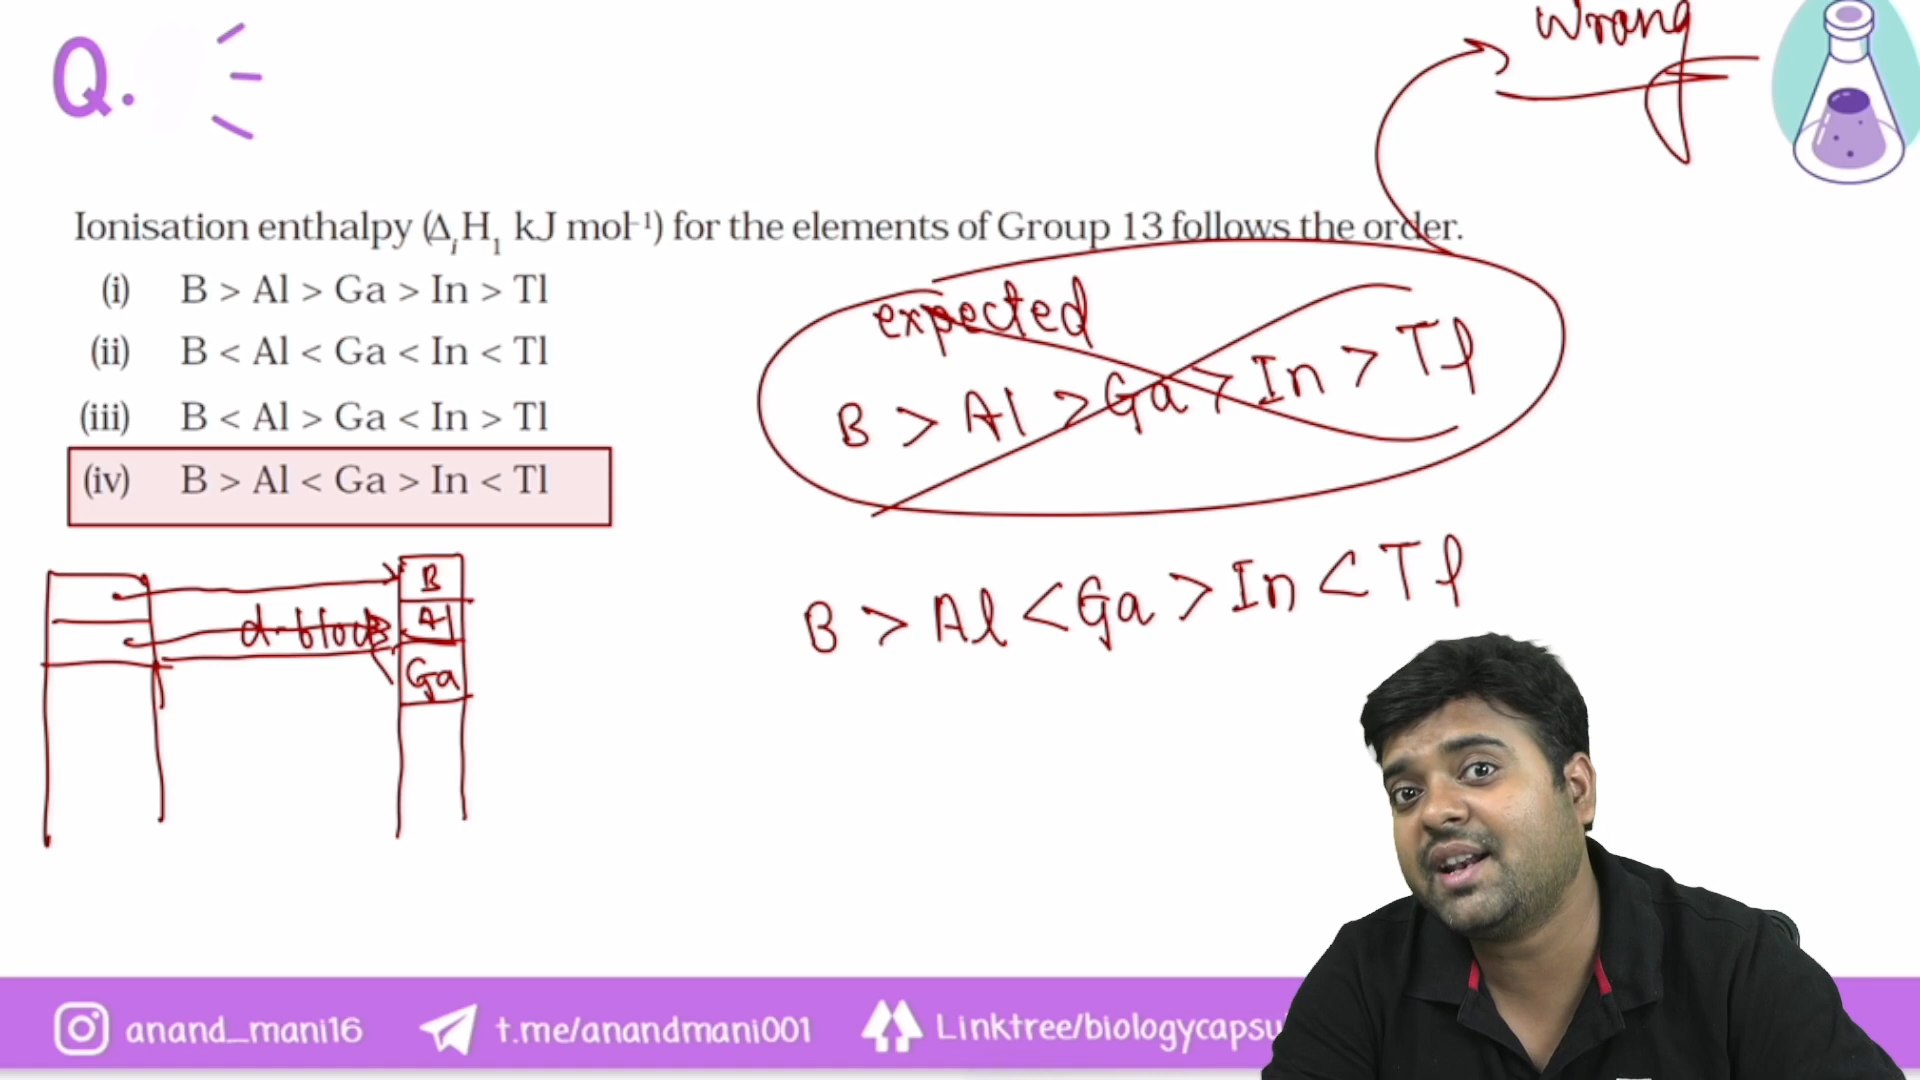 Q.
Wrong
Ionisation enthalpy (ΔᵢH₁ kJ mol⁻¹) for the elements of Group 13 follows the order.
(i) B > Al > Ga > In > Tl
(ii) B < Al < Ga < In < Tl
(iii) B < Al > Ga < In > Tl
(iv) B > Al < Ga > In < Tl
expected
B > Al > Ga > In > Tl
B > Al < Ga > In < Tl
B
d-block
Al
Ga
anand_mani16
t.me/anandmani001
Linktree/biologycapsu